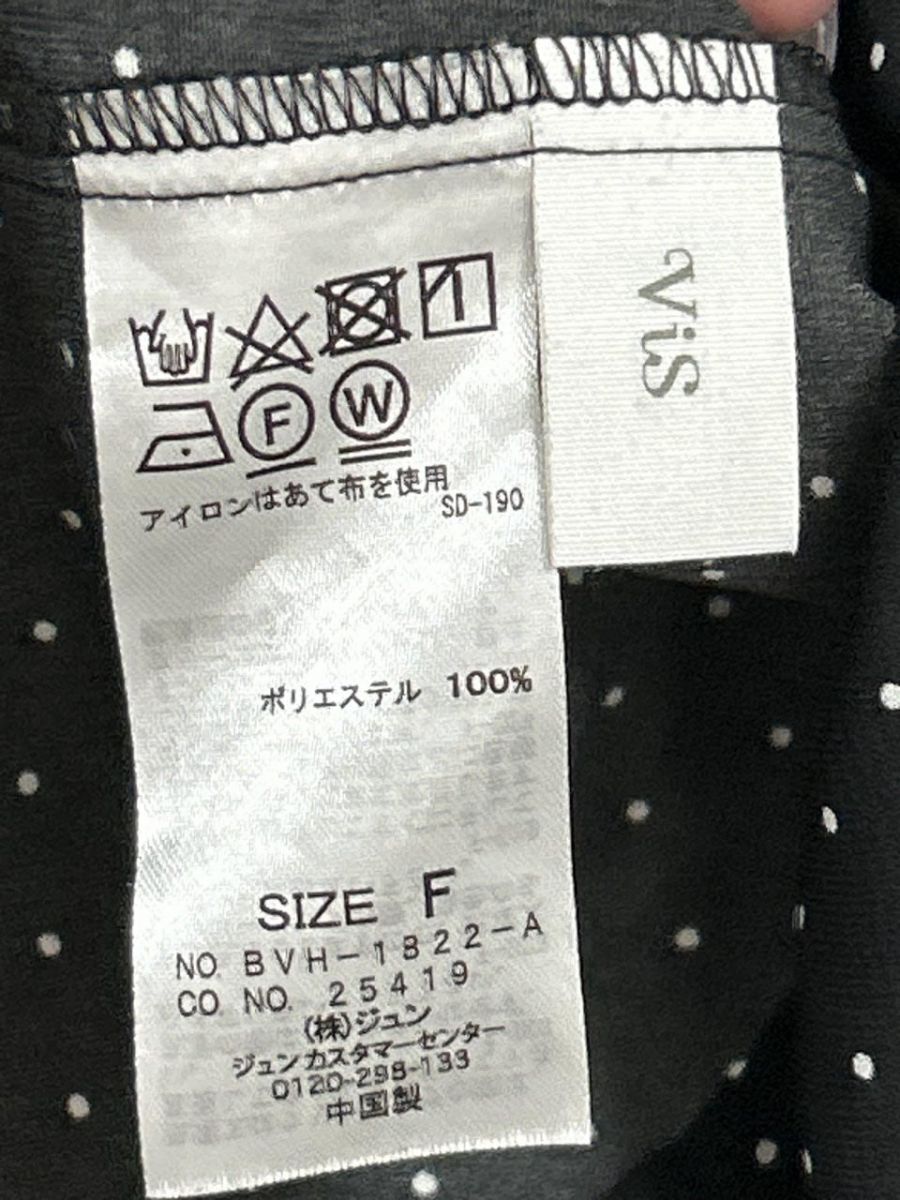 F
W
アイロンはあて布を使用
SD-190
ViS
ポリエステル 100%
SIZE F
NO. BVH-1822-A
CO NO. 25419
(株)ジュン
ジュンカスタマーセンター
0120-298-133
中国製